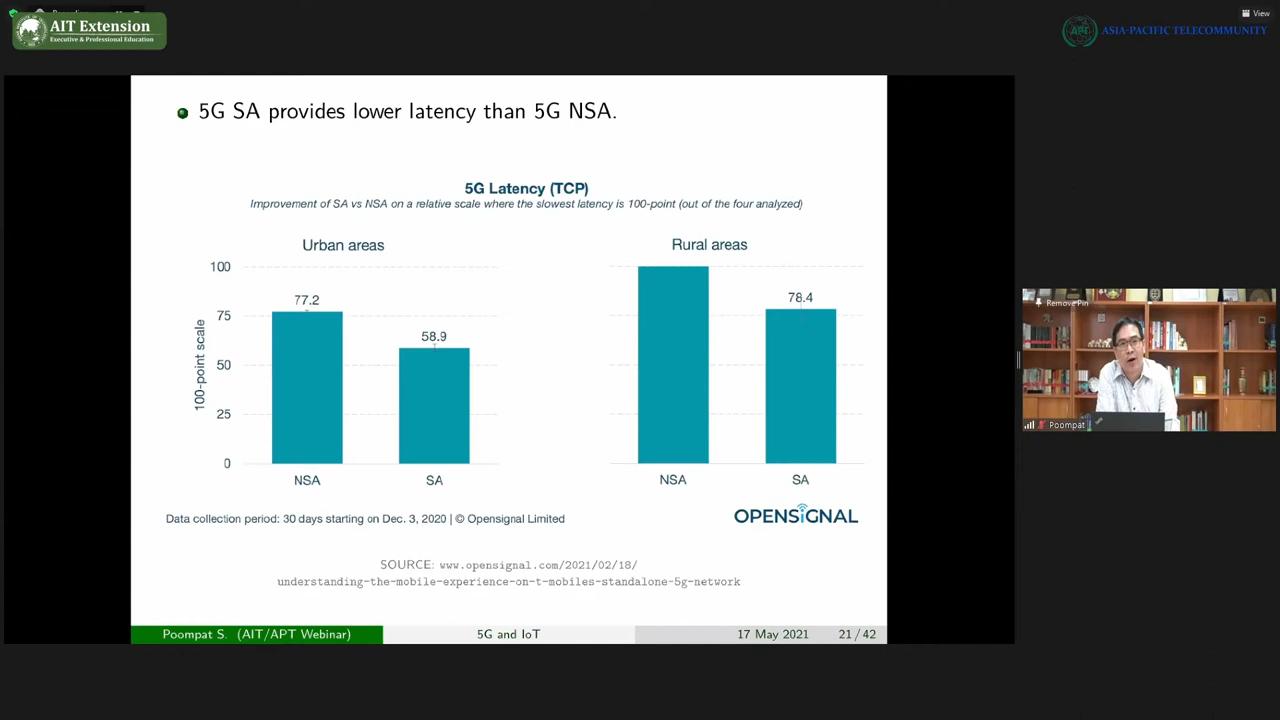 AIT Extension
Executive & Professional Education
View
ASIA-PACIFIC TELECOMMUNITY
5G SA provides lower latency than 5G NSA.
5G Latency (TCP)
Improvement of SA vs NSA on a relative scale where the slowest latency is 100-point (out of the four analyzed)
Urban areas
Rural areas
100
75
50
25
0
100-point scale
77.2
58.9
78.4
NSA
SA
NSA
SA
Data collection period: 30 days starting on Dec. 3, 2020 | © Opensignal Limited
OPENSIGNAL
SOURCE: www.opensignal.com/2021/02/18/
understanding-the-mobile-experience-on-t-mobiles-standalone-5g-network
Poompat S. (AIT/APT Webinar)
5G and IoT
17 May 2021
21 / 42
Remove Pin
Poompat